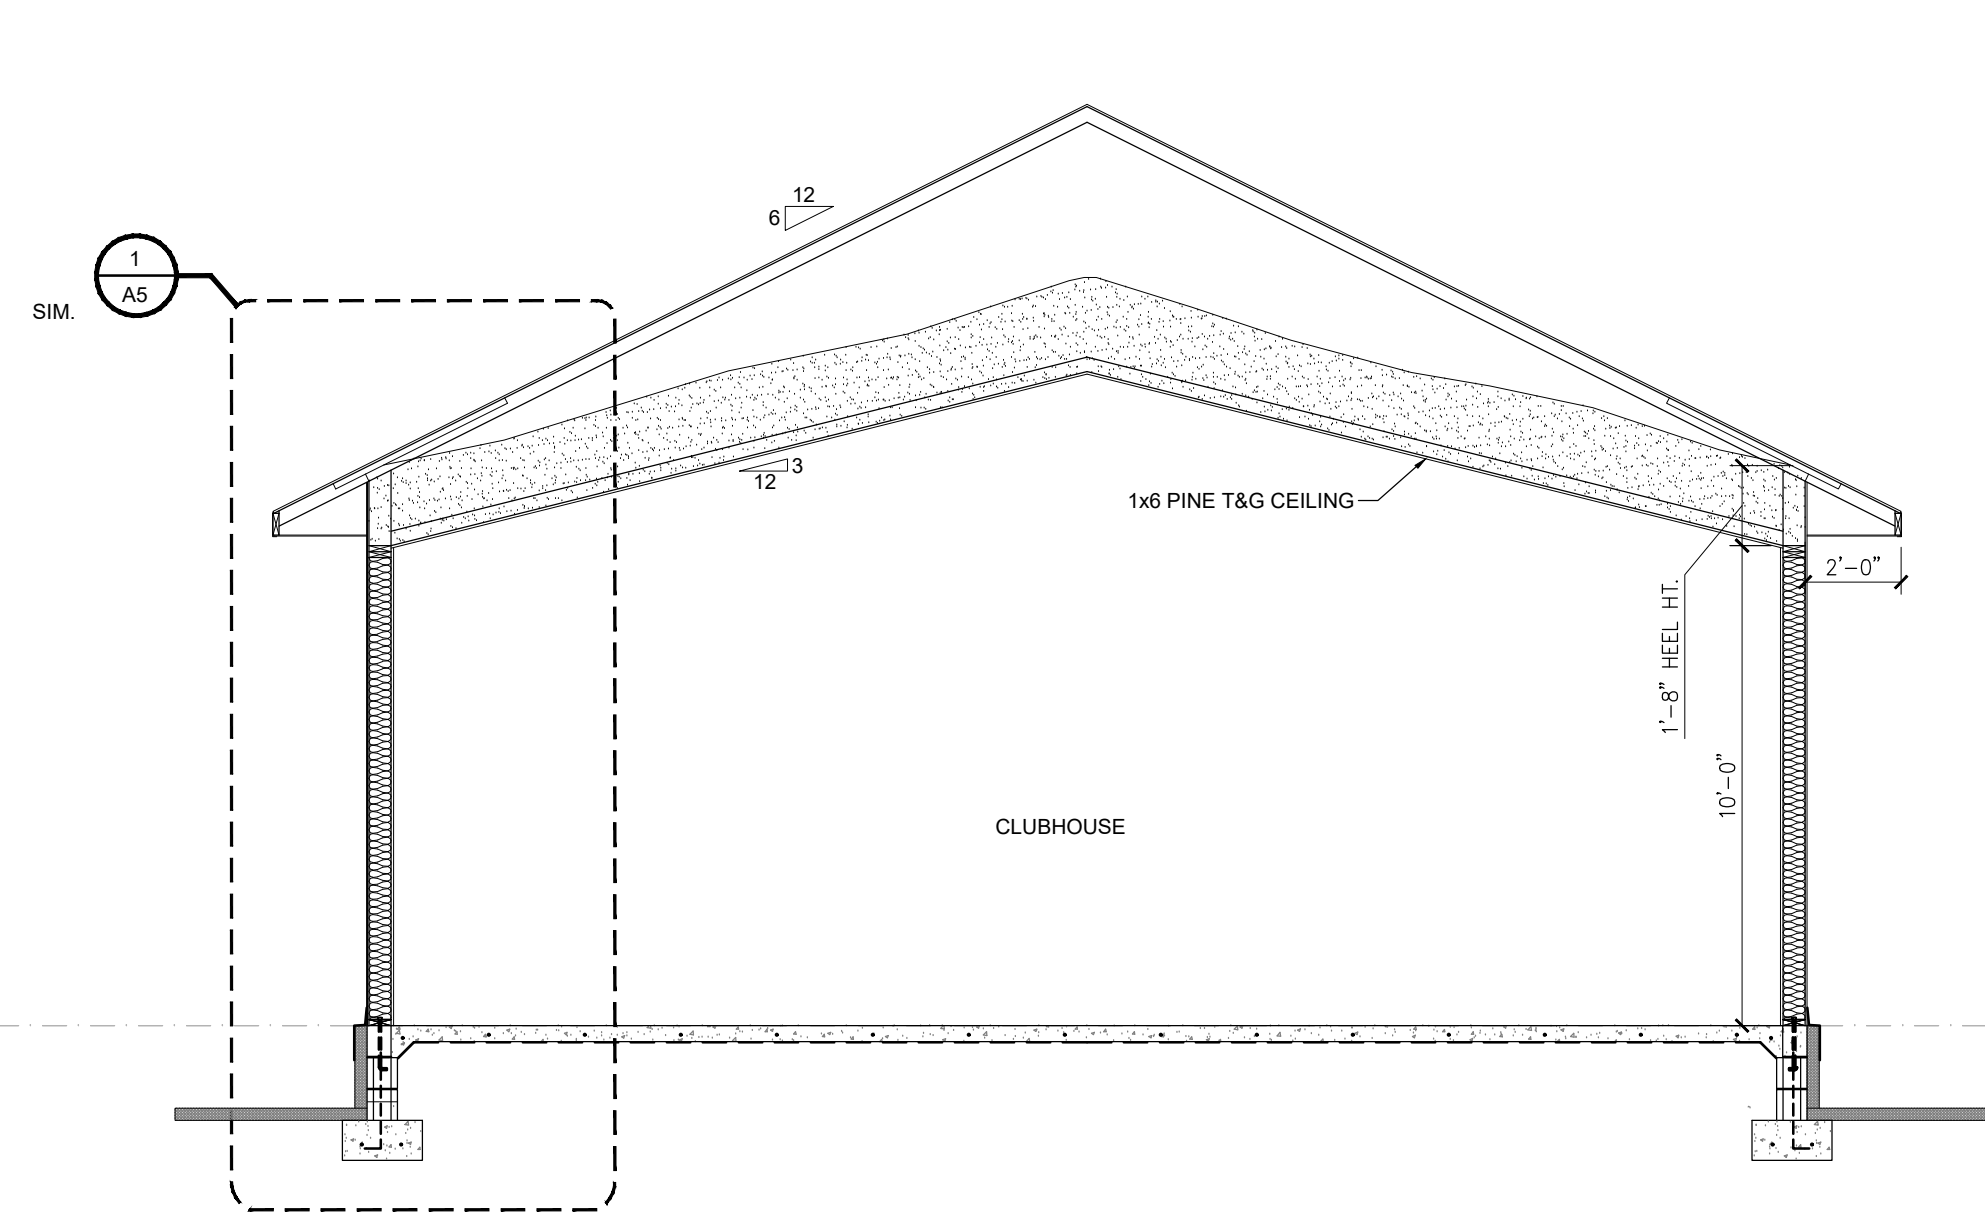 12
6
1
A5
SIM.
3
12
1x6 PINE T&G CEILING
2’-0”
1’-8” HEEL HT.
10’-0”
CLUBHOUSE